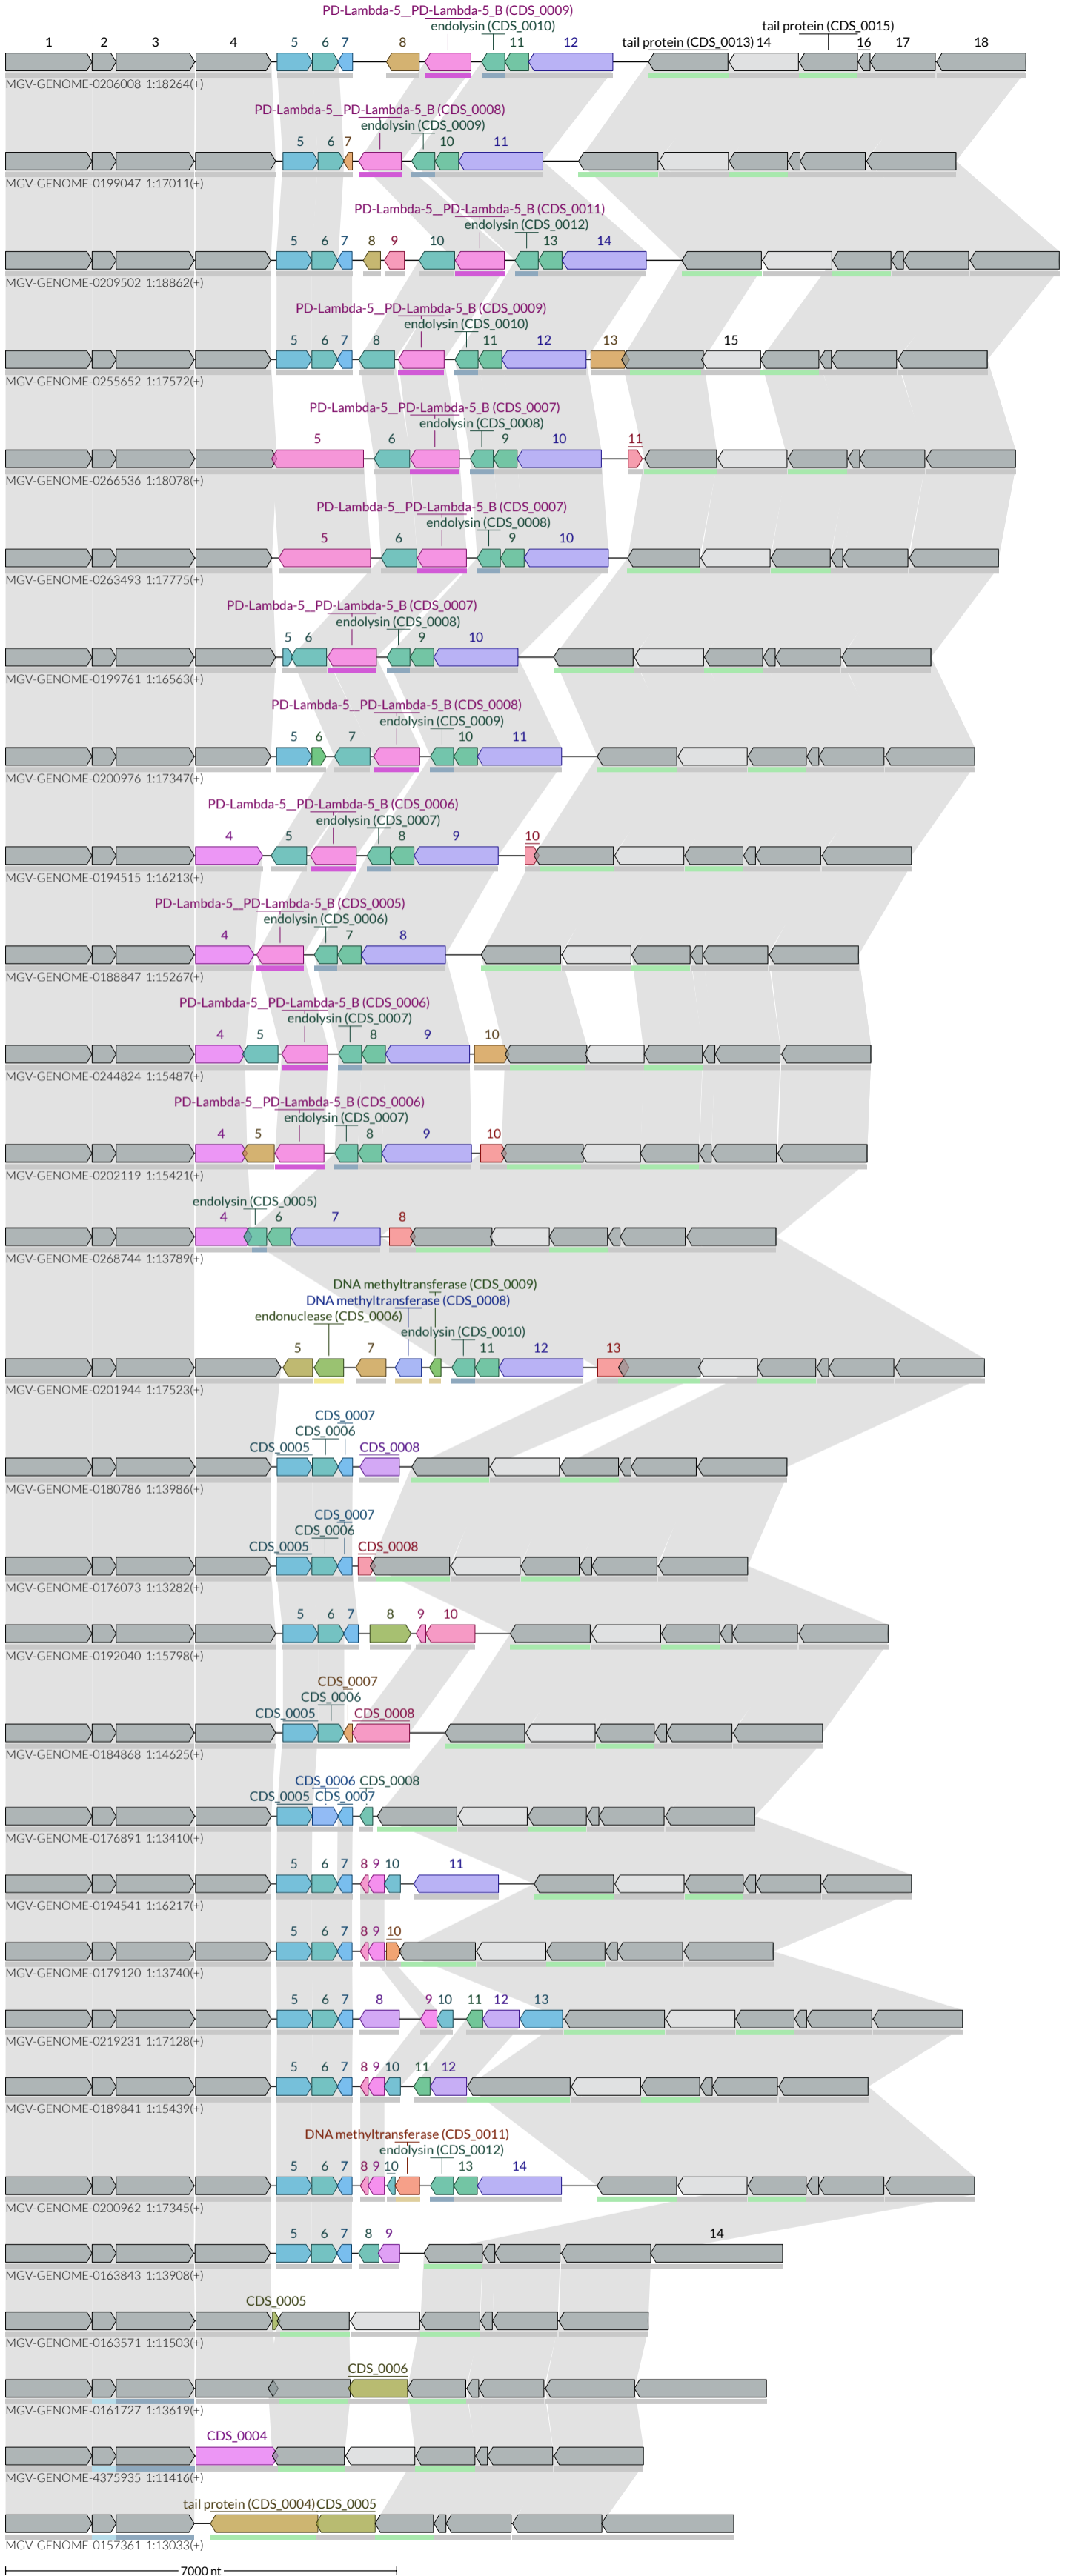 PD-Lambda-5__PD-Lambda-5_B (CDS_0009)
endolysin (CDS_0010) tail protein (CDS_0015)
1 2 3 4 5 6 7 8 11 12 tail protein (CDS_0013) 14 16 17 18
MGV-GENOME-0206008 1:18264(+)
PD-Lambda-5__PD-Lambda-5_B (CDS_0008)
endolysin (CDS_0009)
5 6 7 10 11
MGV-GENOME-0199047 1:17011(+)
PD-Lambda-5__PD-Lambda-5_B (CDS_0011)
endolysin (CDS_0012)
5 6 7 8 9 10 13 14
MGV-GENOME-0209502 1:18862(+)
PD-Lambda-5__PD-Lambda-5_B (CDS_0009)
endolysin (CDS_0010)
5 6 7 8 11 12 13 15
MGV-GENOME-0255652 1:17572(+)
PD-Lambda-5__PD-Lambda-5_B (CDS_0007)
endolysin (CDS_0008)
5 6 9 10 11
MGV-GENOME-0266536 1:18078(+)
PD-Lambda-5__PD-Lambda-5_B (CDS_0007)
endolysin (CDS_0008)
5 6 9 10
MGV-GENOME-0263493 1:17775(+)
PD-Lambda-5__PD-Lambda-5_B (CDS_0007)
endolysin (CDS_0008)
5 6 9 10
MGV-GENOME-0199761 1:16563(+)
PD-Lambda-5__PD-Lambda-5_B (CDS_0008)
endolysin (CDS_0009)
5 6 7 10 11
MGV-GENOME-0200976 1:17347(+)
PD-Lambda-5__PD-Lambda-5_B (CDS_0006)
endolysin (CDS_0007)
4 5 8 9 10
MGV-GENOME-0194515 1:16213(+)
PD-Lambda-5__PD-Lambda-5_B (CDS_0005)
endolysin (CDS_0006)
4 7 8
MGV-GENOME-0188847 1:15267(+)
PD-Lambda-5__PD-Lambda-5_B (CDS_0006)
endolysin (CDS_0007)
4 5 8 9 10
MGV-GENOME-0244824 1:15487(+)
PD-Lambda-5__PD-Lambda-5_B (CDS_0006)
endolysin (CDS_0007)
4 5 8 9 10
MGV-GENOME-0202119 1:15421(+)
endolysin (CDS_0005)
4 6 7 8
MGV-GENOME-0268744 1:13789(+)
DNA methyltransferase (CDS_0009)
DNA methyltransferase (CDS_0008)
endonuclease (CDS_0006)
endolysin (CDS_0010)
5 7 11 12 13
MGV-GENOME-0201944 1:17523(+)
CDS_0007
CDS_0006
CDS_0005 CDS_0008
MGV-GENOME-0180786 1:13986(+)
CDS_0007
CDS_0006
CDS_0005 CDS_0008
MGV-GENOME-0176073 1:13282(+)
5 6 7 8 9 10
MGV-GENOME-0192040 1:15798(+)
CDS_0007
CDS_0006
CDS_0005 CDS_0008
MGV-GENOME-0184868 1:14625(+)
CDS_0006 CDS_0008
CDS_0005 CDS_0007
MGV-GENOME-0176891 1:13410(+)
5 6 7 8 9 10 11
MGV-GENOME-0194541 1:16217(+)
5 6 7 8 9 10
MGV-GENOME-0179120 1:13740(+)
5 6 7 8 9 10 11 12 13
MGV-GENOME-0219231 1:17128(+)
5 6 7 8 9 10 11 12
MGV-GENOME-0189841 1:15439(+)
DNA methyltransferase (CDS_0011)
endolysin (CDS_0012)
5 6 7 8 9 10 13 14
MGV-GENOME-0200962 1:17345(+)
5 6 7 8 9 14
MGV-GENOME-0163843 1:13908(+)
CDS_0005
MGV-GENOME-0163571 1:11503(+)
CDS_0006
MGV-GENOME-0161727 1:13619(+)
CDS_0004
MGV-GENOME-4375935 1:11416(+)
tail protein (CDS_0004) CDS_0005
MGV-GENOME-0157361 1:13033(+)
7000 nt